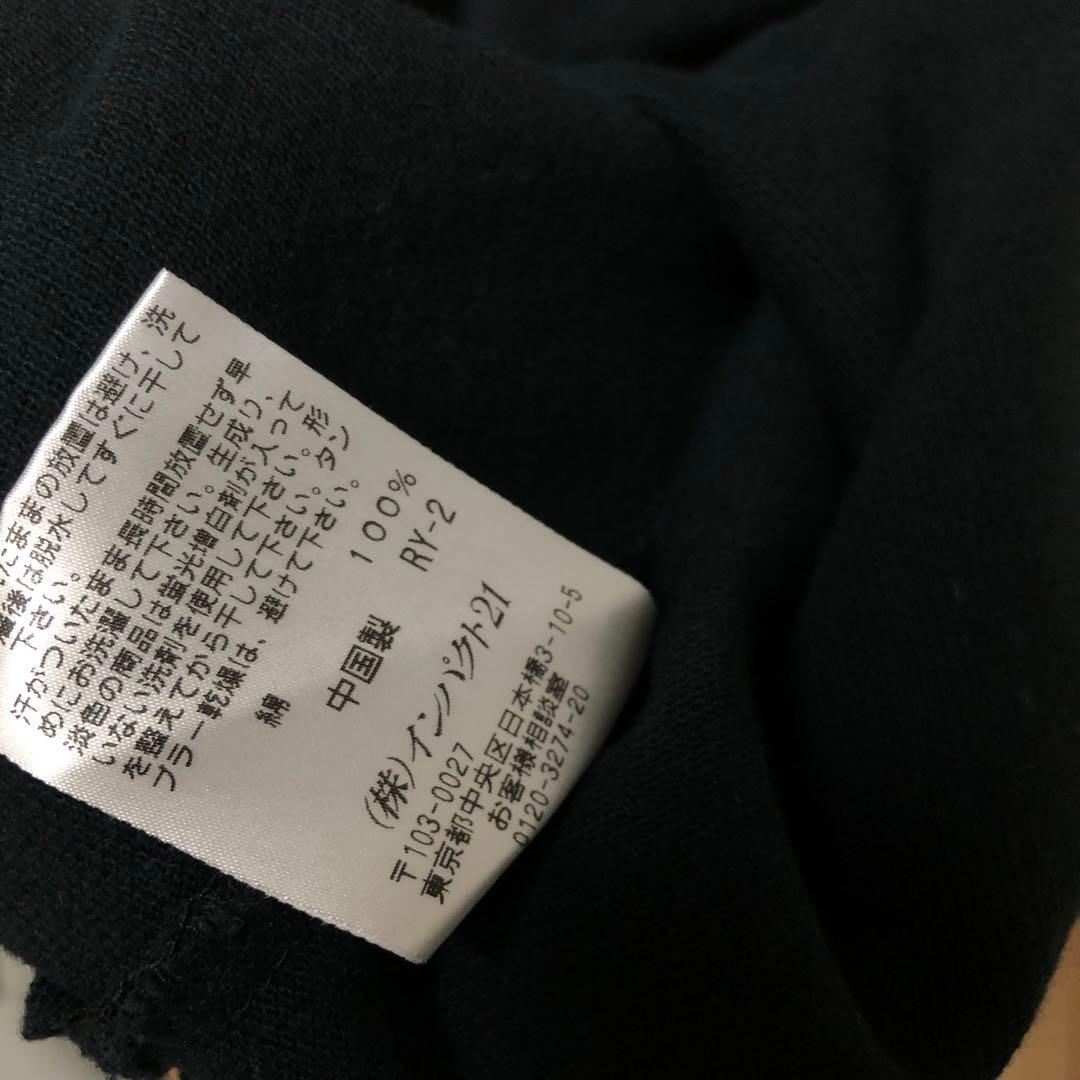 たままの放置は避け、洗
濯後は脱水してすぐに干して
下さい。
汗がついたまま長時間放置せず早
めにお洗濯して下さい。生成り、
淡色の商品は蛍光増白剤が入って
いない洗剤を使用して下さい。形
を整えてから干して下さい。タン
ブラー乾燥は、避けて下さい。
綿 100%
中国製 RY-2
(株)インパクト21
〒103-0027
東京都中央区日本橋3-10-5
お客様相談室
0120-3274-20